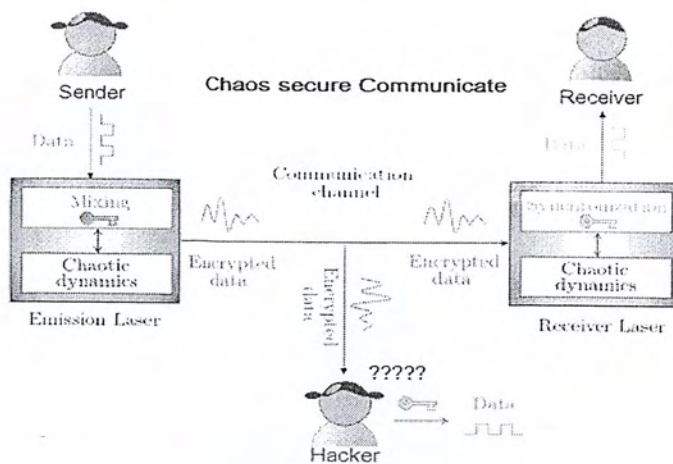 Sender
Chaos secure Communicate
Receiver
Data
Data
Communication
channel
Mixing
Synchronization
Chaotic
dynamics
Encrypted
data
Encrypted
data
Encrypted
data
Chaotic
dynamics
Emission Laser
Receiver Laser
?????
Data
Hacker